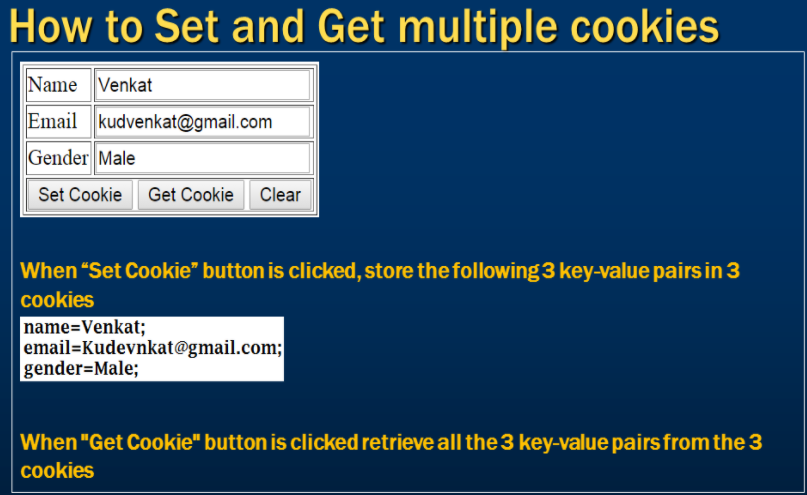 How to Set and Get multiple cookies
Name Venkat
Email kudvenkat@gmail.com
Gender Male
Set Cookie Get Cookie Clear
When “Set Cookie” button is clicked, store the following 3 key-value pairs in 3
cookies
name=Venkat;
email=Kudevnkat@gmail.com;
gender=Male;
When "Get Cookie" button is clicked retrieve all the 3 key-value pairs from the 3
cookies